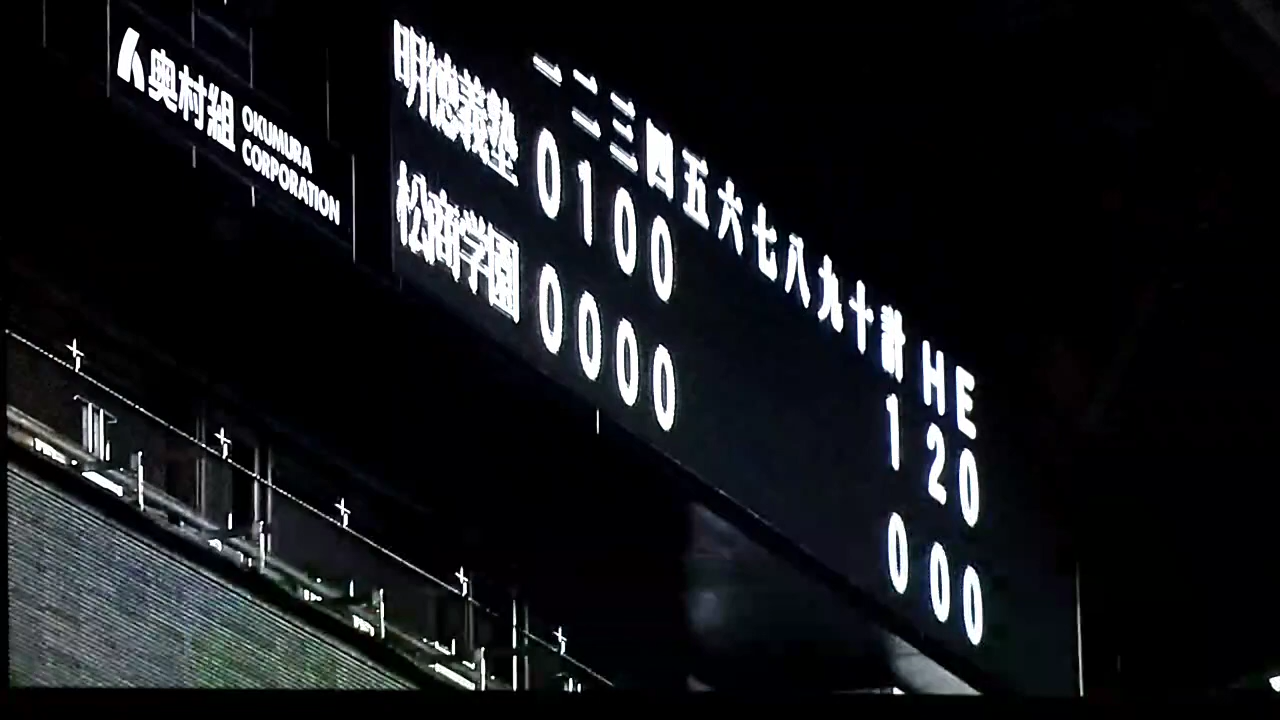 奥村組
OKUMURA
CORPORATION
一二三四五六七八九十計HE
明徳義塾 0100 120
松商学園 0000 000